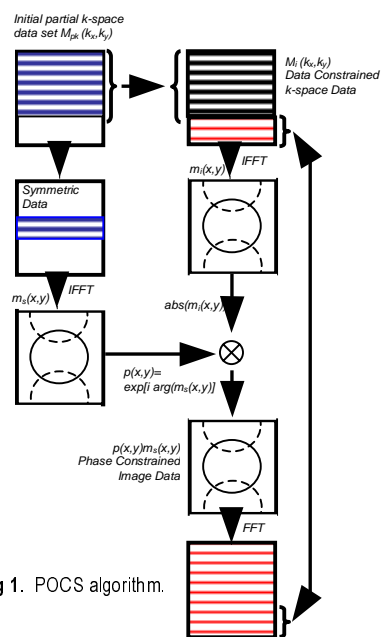 Initial partial k-space
data set Mpk (kx,ky)
Mi (kx,ky)
Data Constrained
k-space Data
IFFT
mi(x,y)
Symmetric
Data
IFFT
ms(x,y)
abs(mi(x,y)
p(x,y)=
exp[i arg(ms(x,y)]
p(x,y)ms(x,y)
Phase Constrained
Image Data
FFT
g 1. POCS algorithm.